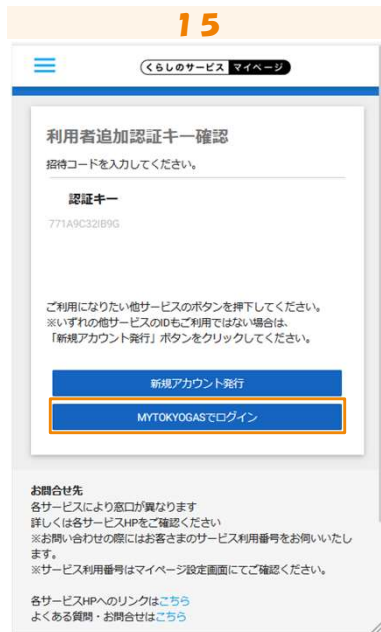 15
くらしのサービス マイページ
利用者追加認証キー確認
招待コードを入力してください。
認証キー
771A9C32IB9G
ご利用になりたい他サービスのボタンを押下してください。
※いずれの他サービスのIDもご利用ではない場合は、
「新規アカウント発行」ボタンをクリックしてください。
新規アカウント発行
MYTOKYOGASでログイン
お問合せ先
各サービスにより窓口が異なります
詳しくは各サービスHPをご確認ください
※お問い合わせの際にはお客さまのサービス利用番号をお伺いいたし
ます。
※サービス利用番号はマイページ設定画面にてご確認ください。
各サービスHPへのリンクはこちら
よくある質問・お問合せはこちら